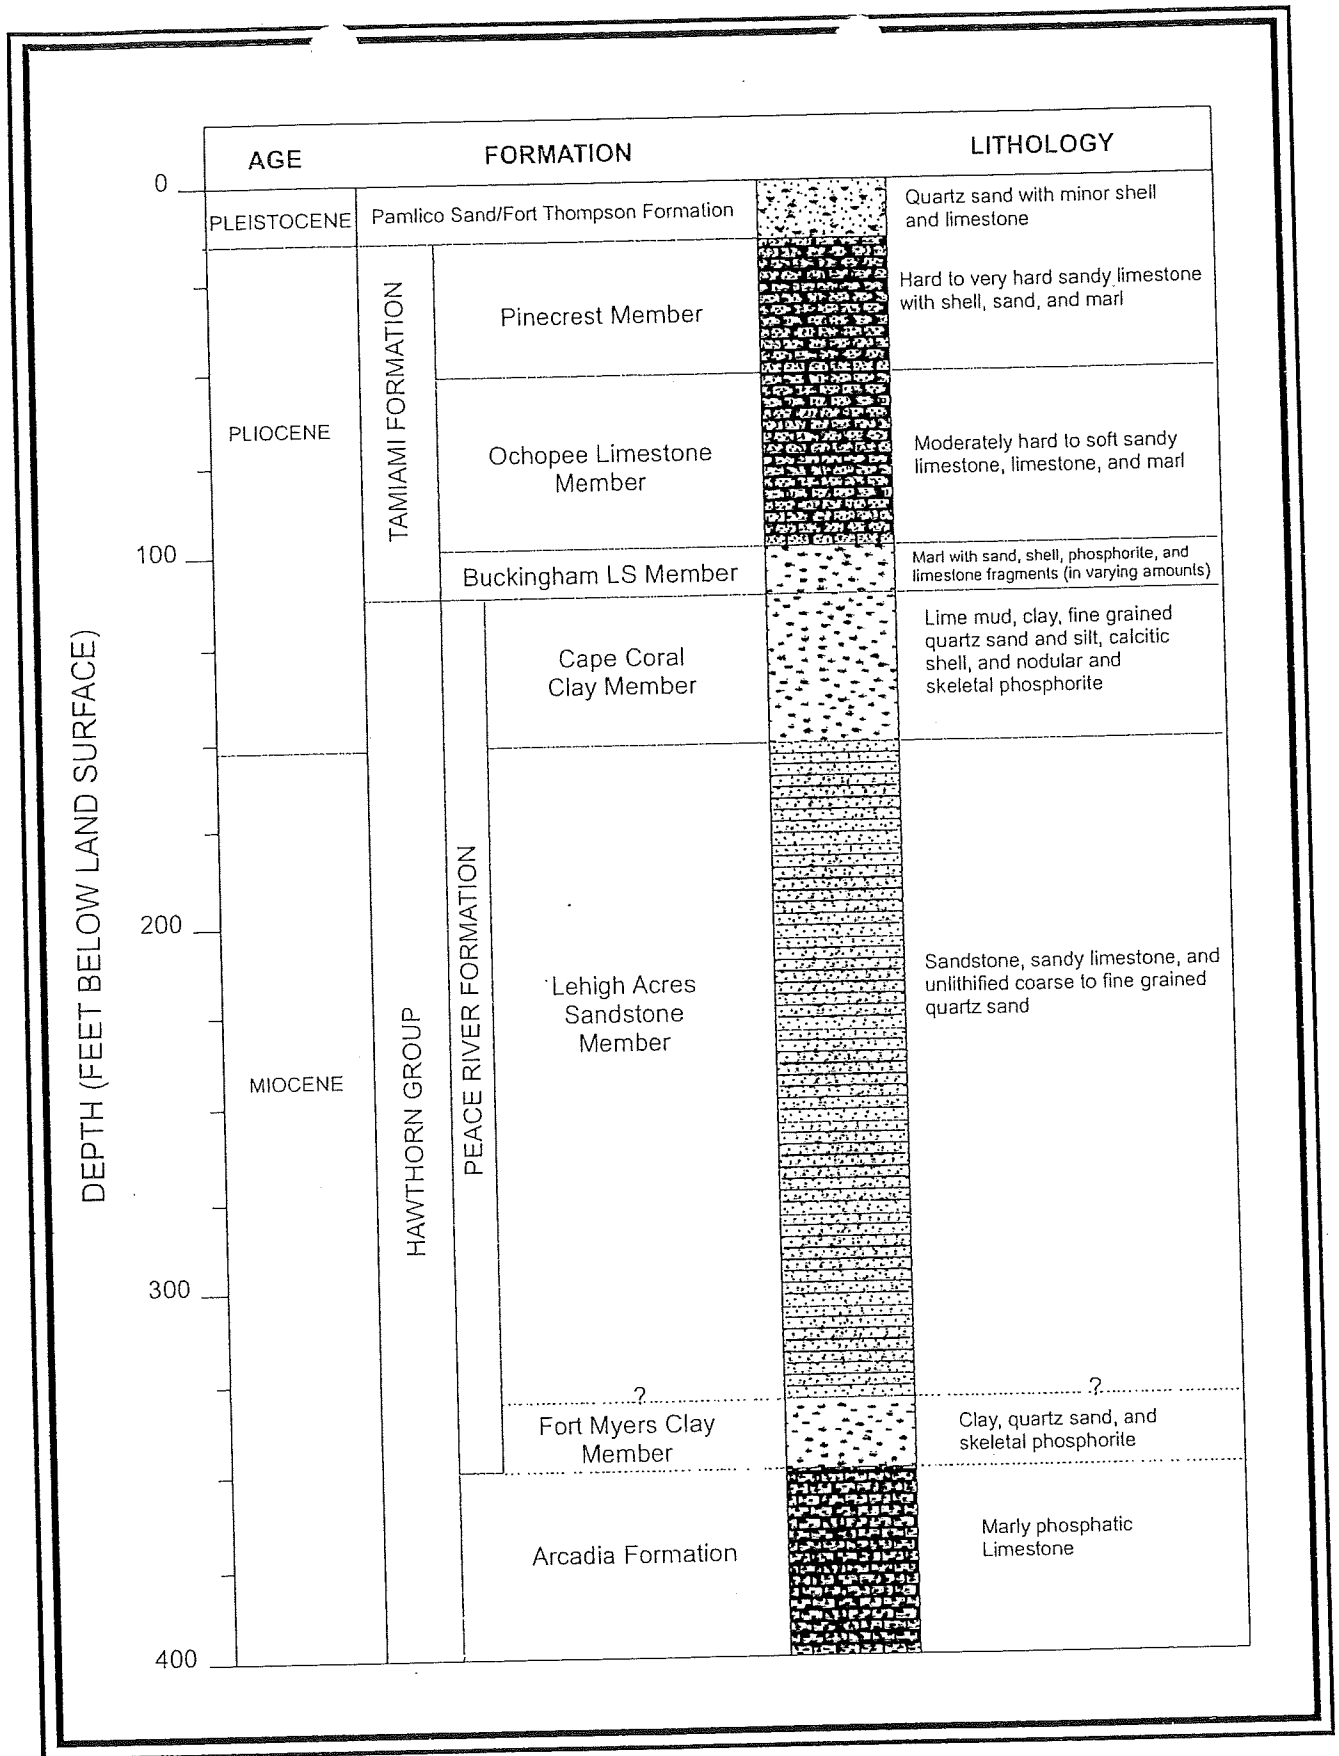 AGE
FORMATION
LITHOLOGY
0
PLEISTOCENE
Pamlico Sand/Fort Thompson Formation
Quartz sand with minor shell
and limestone
TAMIAMI FORMATION
Pinecrest Member
Hard to very hard sandy limestone
with shell, sand, and marl
PLIOCENE
Ochopee Limestone
Member
Moderately hard to soft sandy
limestone, limestone, and marl
100
Buckingham LS Member
Marl with sand, shell, phosphorite, and
limestone fragments (in varying amounts)
DEPTH (FEET BELOW LAND SURFACE)
HAWTHORN GROUP
PEACE RIVER FORMATION
Cape Coral
Clay Member
Lime mud, clay, fine grained
quartz sand and silt, calcitic
shell, and nodular and
skeletal phosphorite
200
MIOCENE
Lehigh Acres
Sandstone
Member
Sandstone, sandy limestone, and
unlithified coarse to fine grained
quartz sand
300
?
?
Fort Myers Clay
Member
Clay, quartz sand, and
skeletal phosphorite
Arcadia Formation
Marly phosphatic
Limestone
400